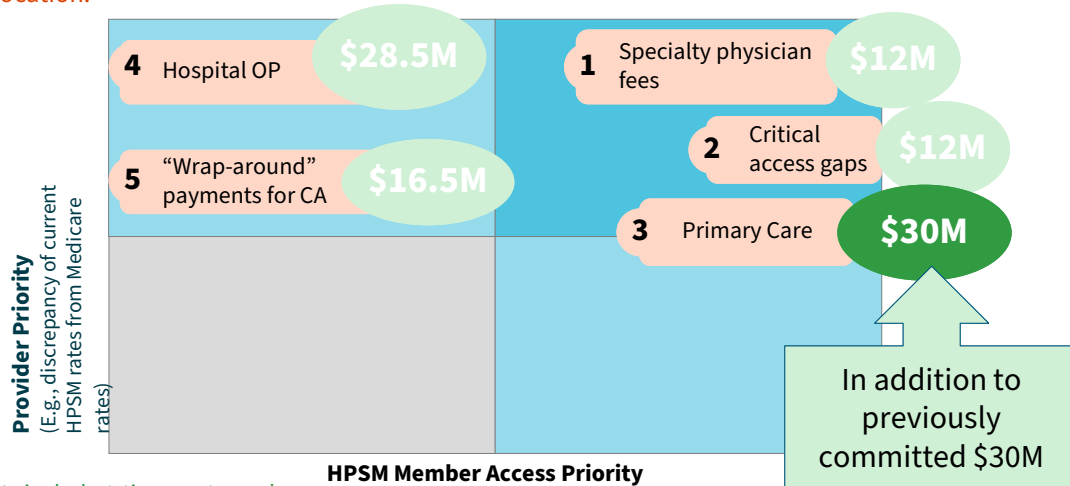 4 Hospital OP $28.5M
1 Specialty physician
fees
$12M
2 Critical
access gaps
$12M
5 “Wrap-around”
payments for CA
$16.5M
3 Primary Care $30M
In addition to
previously
committed $30M
Provider Priority
(E.g., discrepancy of current
HPSM rates from Medicare
rates)
HPSM Member Access Priority